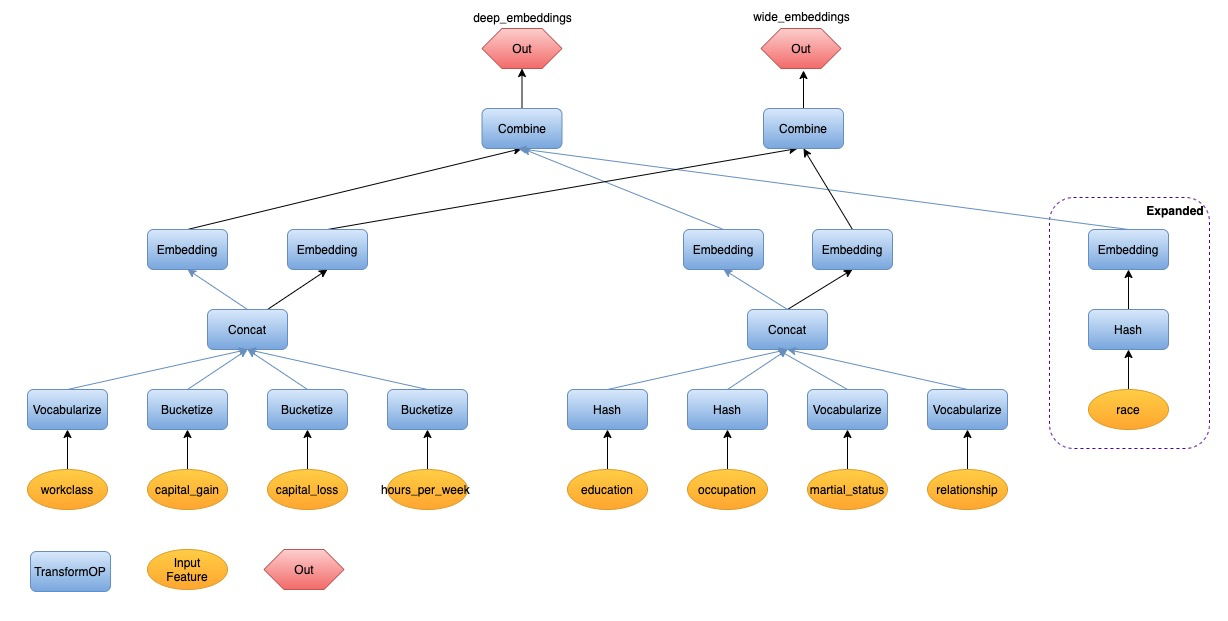 deep_embeddings
wide_embeddings
Out
Out
Combine
Combine
Expanded
Embedding
Embedding
Embedding
Embedding
Embedding
Concat
Concat
Hash
Vocabularize
Bucketize
Bucketize
Bucketize
Hash
Hash
Vocabularize
Vocabularize
race
workclass
capital_gain
capital_loss
hours_per_week
education
occupation
martial_status
relationship
TransformOP
Input
Feature
Out